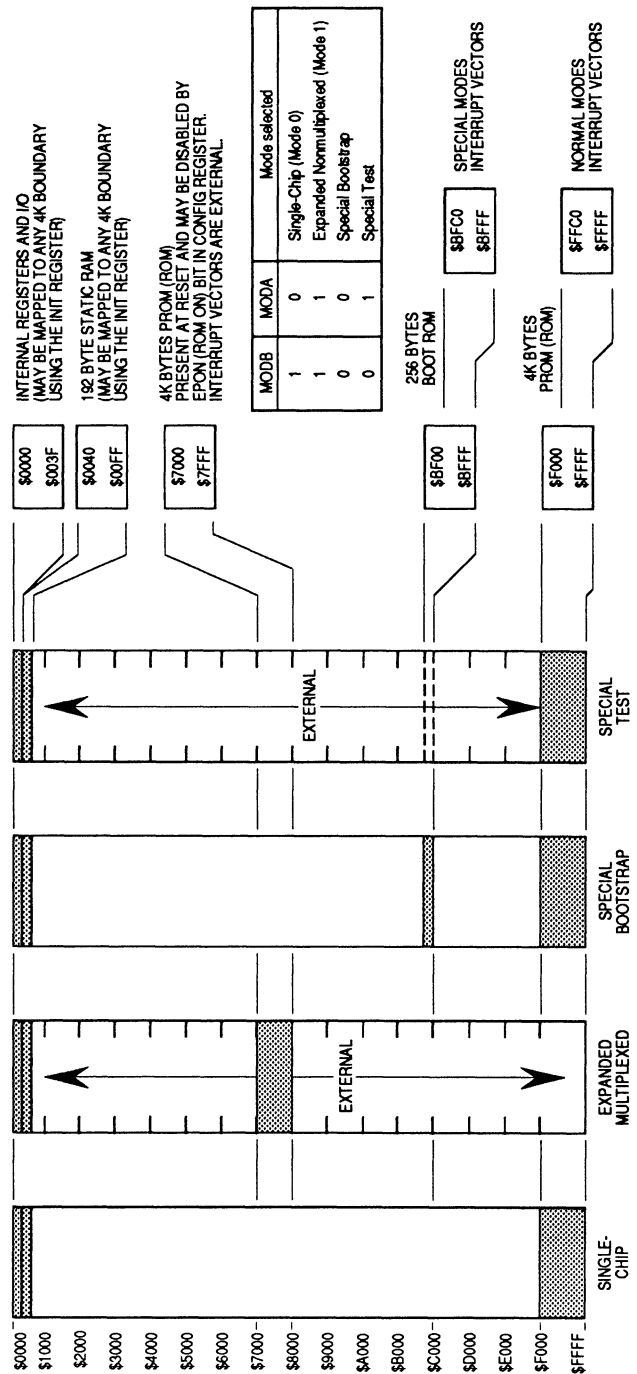 $0000
$1000
$2000
$3000
$4000
$5000
$6000
$7000
$8000
$9000
$A000
$B000
$C000
$D000
$E000
$F000
$FFFF
SINGLE-
CHIP
EXTERNAL
EXPANDED
MULTIPLEXED
SPECIAL
BOOTSTRAP
EXTERNAL
SPECIAL
TEST
$0000
$003F
INTERNAL REGISTERS AND I/O
(MAY BE MAPPED TO ANY 4K BOUNDARY
USING THE INIT REGISTER)
$0040
$00FF
192 BYTE STATIC RAM
(MAY BE MAPPED TO ANY 4K BOUNDARY
USING THE INIT REGISTER)
$7000
$7FFF
4K BYTES PROM (ROM)
PRESENT AT RESET AND MAY BE DISABLED BY
EPON (ROM ON) BIT IN CONFIG REGISTER.
INTERRUPT VECTORS ARE EXTERNAL.
MODB MODA Mode selected
1 0 Single-Chip (Mode 0)
1 1 Expanded Nonmultiplexed (Mode 1)
0 0 Special Bootstrap
0 1 Special Test
$BF00
$BFFF
256 BYTES
BOOT ROM
$BFC0
$BFFF
SPECIAL MODES
INTERRUPT VECTORS
$F000
$FFFF
4K BYTES
PROM (ROM)
$FFC0
$FFFF
NORMAL MODES
INTERRUPT VECTORS